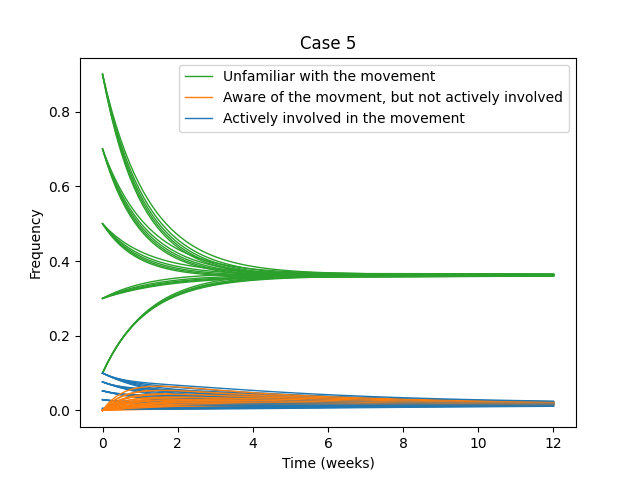 Case 5
Unfamiliar with the movement
Aware of the movment, but not actively involved
Actively involved in the movement
Frequency
0.8
0.6
0.4
0.2
0.0
0 2 4 6 8 10 12
Time (weeks)